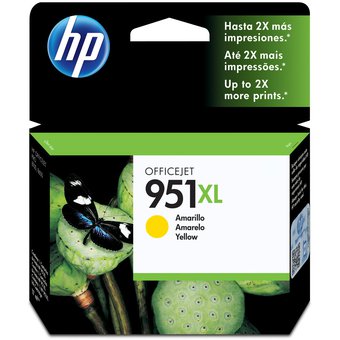 hp
Hasta 2X más
impresiones.*
Até 2X mais
impressões.*
Up to 2X
more prints.*
OFFICEJET
951XL
Amarillo
Amarelo
Yellow